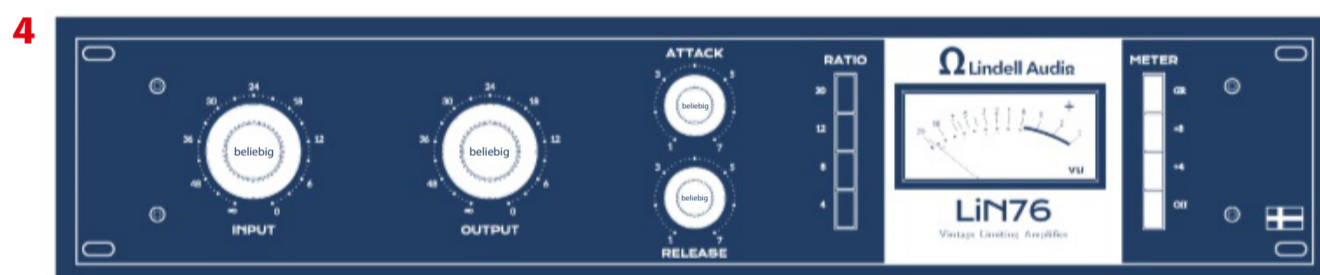 4
24
30
18
36
12
48
6
∞
0
beliebig
INPUT
24
30
18
36
12
48
6
∞
0
beliebig
OUTPUT
ATTACK
3
5
1
7
beliebig
3
5
1
7
beliebig
RELEASE
RATIO
20
12
8
4
Ω Lindell Audio
+
VU
LiN76
Vintage Limiting Amplifier
METER
GR
+8
+4
Off